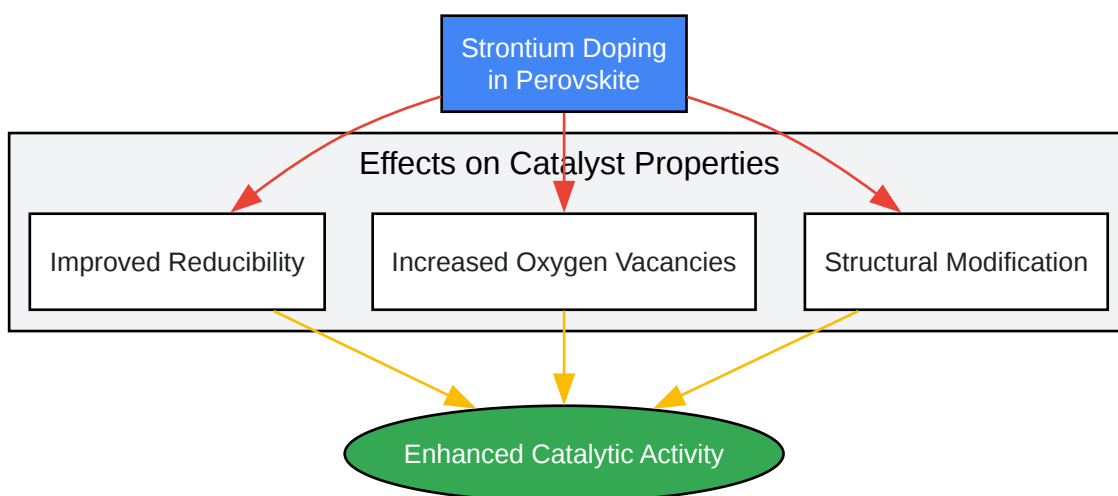 Strontium Doping
in Perovskite
Effects on Catalyst Properties
Improved Reducibility
Increased Oxygen Vacancies
Structural Modification
Enhanced Catalytic Activity